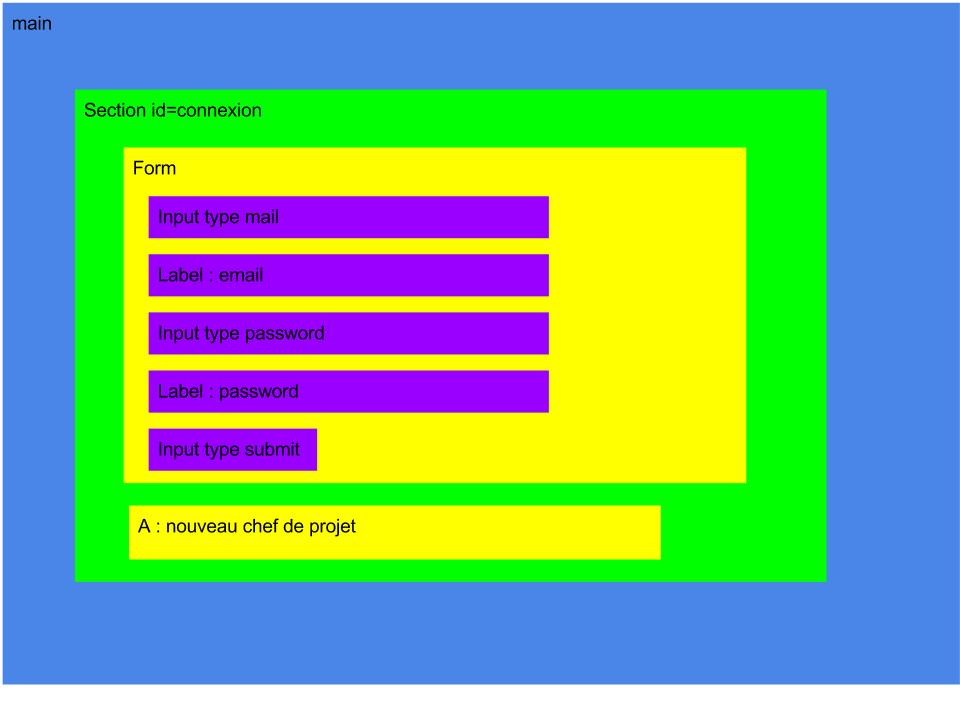 main
Section id=connexion
Form
Input type mail
Label : email
Input type password
Label : password
Input type submit
A : nouveau chef de projet